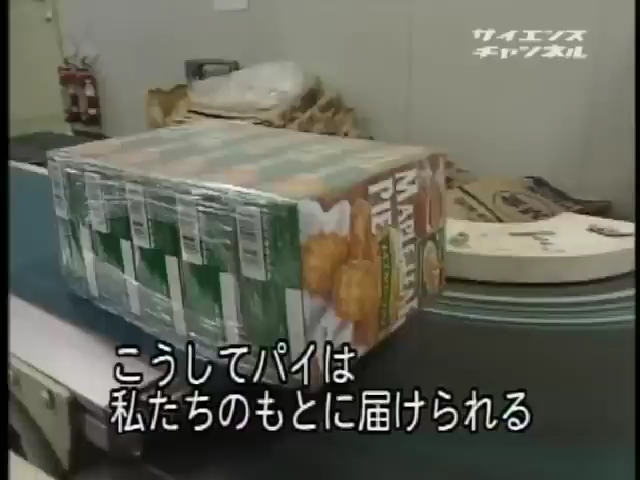 サイエンス
チャンネル
MAPLE LEAF
PIE
こうしてパイは
私たちのもとに届けられる